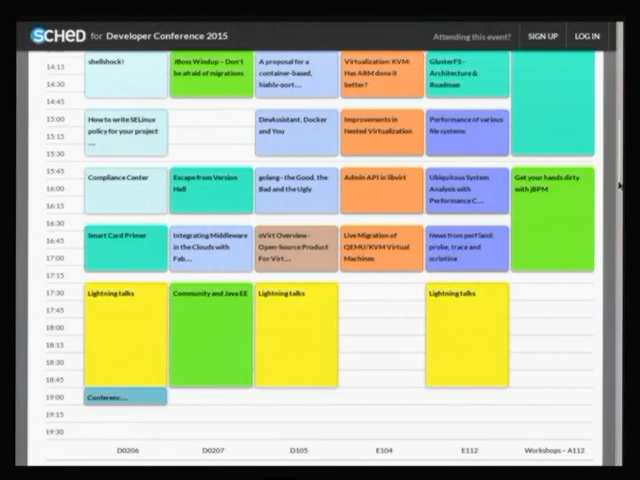 SCHED for Developer Conference 2015
Attending this event? SIGN UP LOG IN
14:15
14:30
14:45
15:00
15:15
15:30
15:45
16:00
16:15
16:30
16:45
17:00
17:15
17:30
17:45
18:00
18:15
18:30
18:45
19:00
19:15
19:30
shellshock!
JBoss Windup – Don't
be afraid of migrations
A proposal for a
container-based,
highly-port...
Virtualization: KVM:
Has ARM done it
better?
GlusterFS -
Architecture &
Roadmap
How to write SELinux
policy for your project
...
DevAssistant, Docker
and You
Improvements in
Nested Virtualization
Performance of various
file systems
Compliance Center
Escape from Version
Hell
golang - the Good, the
Bad and the Ugly
Admin API in libvirt
Ubiquitous System
Analysis with
Performance C...
Get your hands dirty
with jBPM
Smart Card Primer
Integrating Middleware
in the Clouds with
Fab...
oVirt Overview -
Open-Source Product
For Virt...
Live Migration of
QEMU/KVM Virtual
Machines
News from perf land:
probe, trace and
scripting
Lightning talks
Community and Java EE
Lightning talks
Lightning talks
Conferenc...
D0206 D0207 D105 E104 E112 Workshops – A112